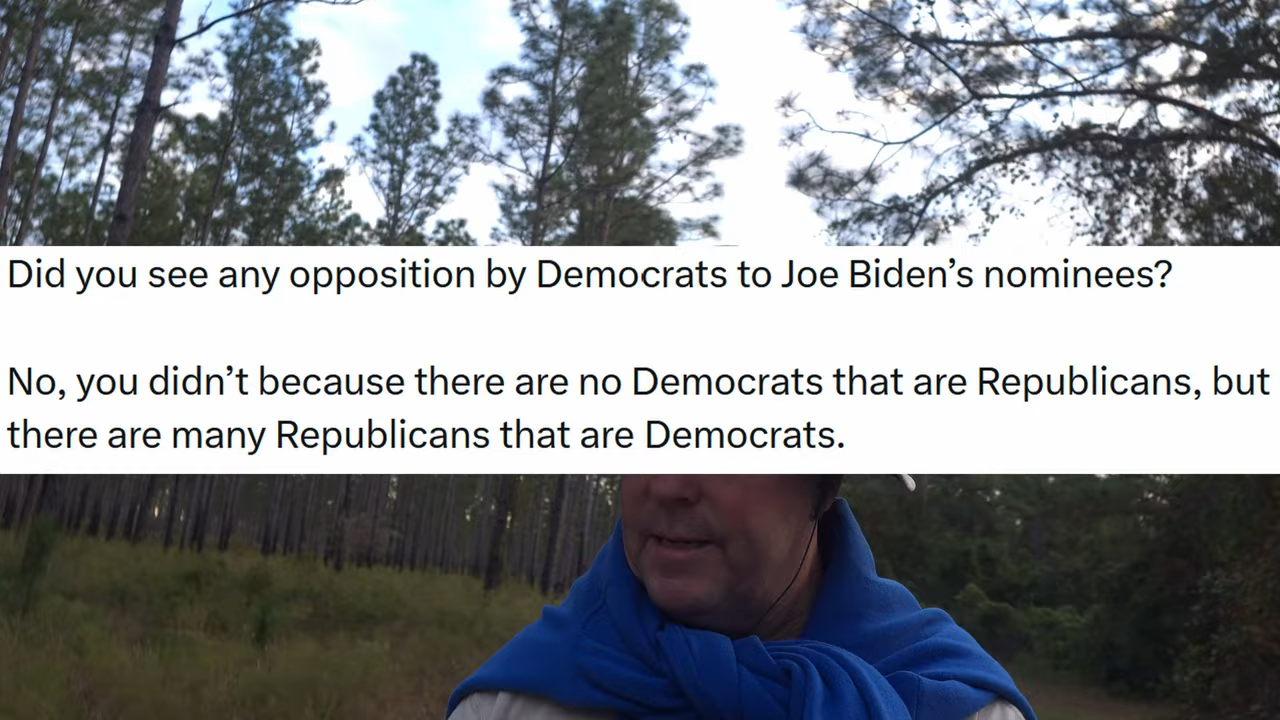 Did you see any opposition by Democrats to Joe Biden’s nominees?
No, you didn’t because there are no Democrats that are Republicans, but
there are many Republicans that are Democrats.